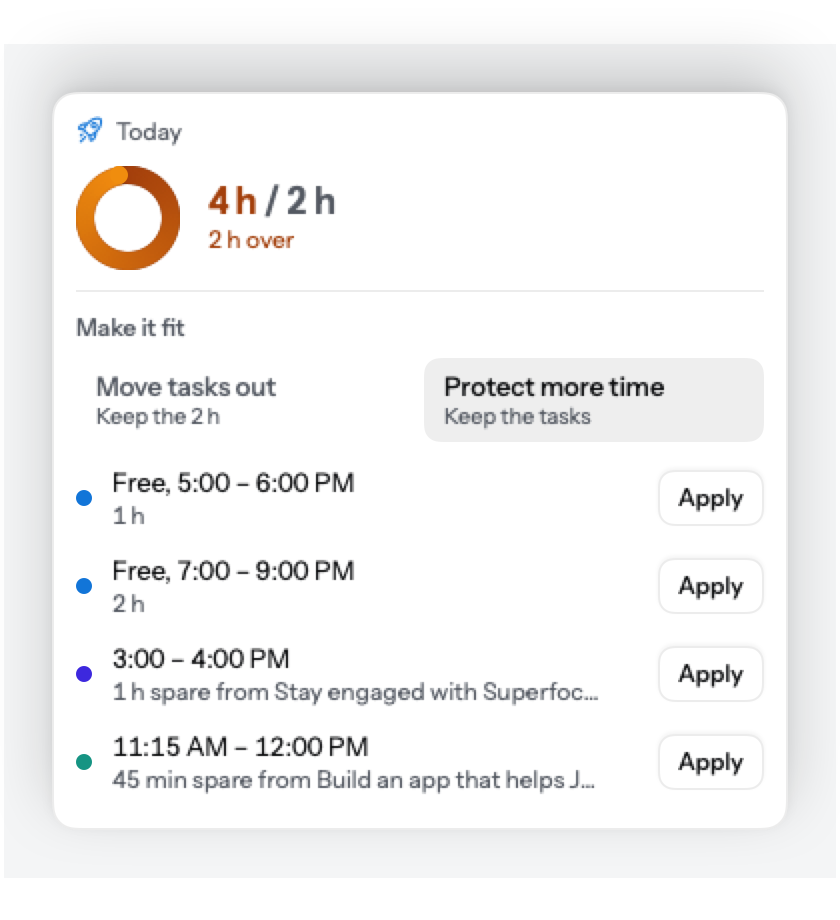 Today
4 h / 2 h
2 h over
Make it fit
Move tasks out
Keep the 2 h
Protect more time
Keep the tasks
Free, 5:00 – 6:00 PM
1 h
Apply
Free, 7:00 – 9:00 PM
2 h
Apply
3:00 – 4:00 PM
1 h spare from Stay engaged with Superfoc...
Apply
11:15 AM – 12:00 PM
45 min spare from Build an app that helps J...
Apply